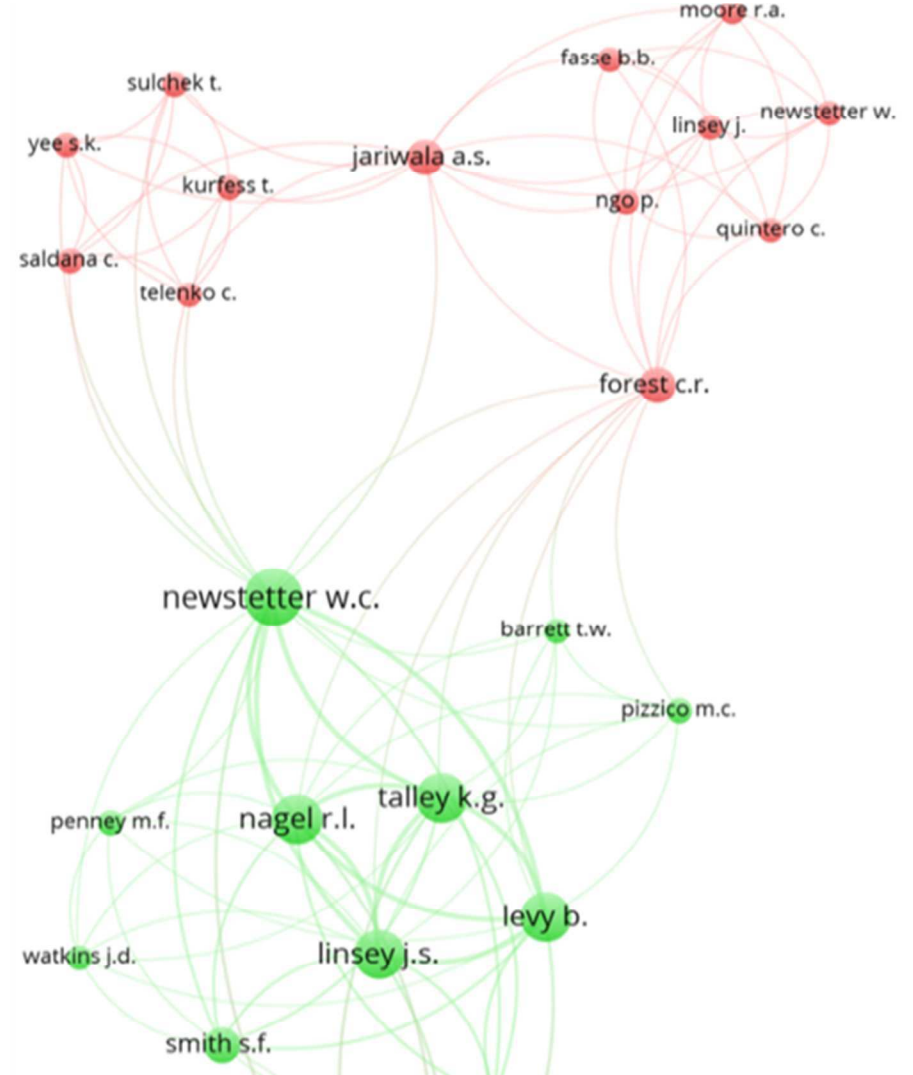 moore r.a.
fasse b.b.
sulchek t.
newstetter w.
linsey j.
yee s.k.
jariwala a.s.
kurfess t.
ngo p.
quintero c.
saldana c.
telenko c.
forest c.r.
newstetter w.c.
barrett t.w.
pizzico m.c.
talley k.g.
nagel r.l.
penney m.f.
levy b.
linsey j.s.
watkins j.d.
smith s.f.